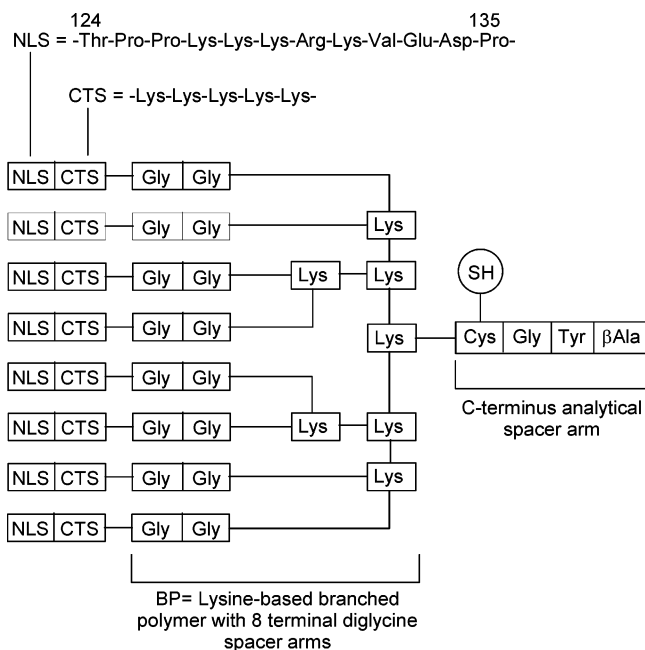 124 135
NLS = -Thr-Pro-Pro-Lys-Lys-Lys-Arg-Lys-Val-Glu-Asp-Pro-
CTS = -Lys-Lys-Lys-Lys-Lys-
NLS CTS Gly Gly
NLS CTS Gly Gly Lys
NLS CTS Gly Gly Lys Lys
SH
NLS CTS Gly Gly
Lys Cys Gly Tyr βAla
NLS CTS Gly Gly
NLS CTS Gly Gly Lys Lys
NLS CTS Gly Gly Lys
NLS CTS Gly Gly
C-terminus analytical
spacer arm
BP= Lysine-based branched
polymer with 8 terminal diglycine
spacer arms